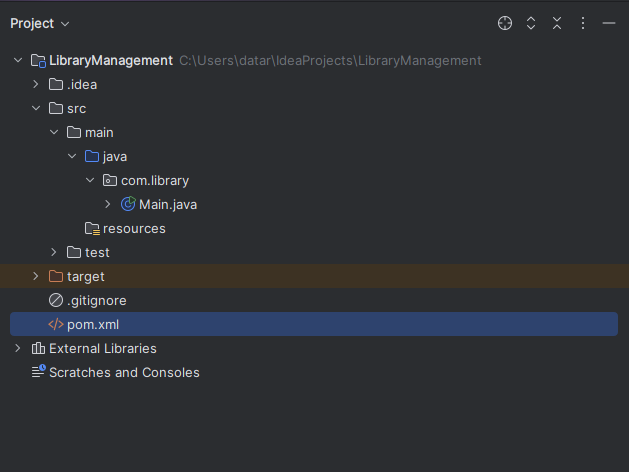 Project
LibraryManagement C:\Users\datar\IdeaProjects\LibraryManagement
.idea
src
main
java
com.library
Main.java
resources
test
target
.gitignore
pom.xml
External Libraries
Scratches and Consoles